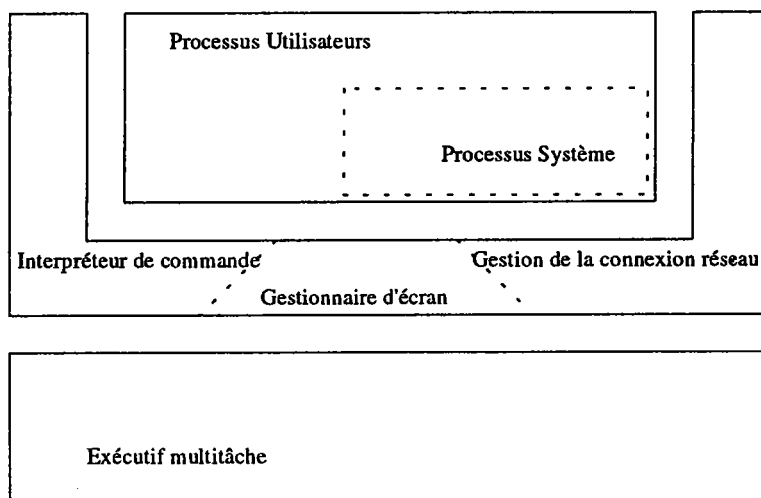 Processus Utilisateurs
Processus Système
Interpréteur de commande
Gestion de la connexion réseau
Gestionnaire d'écran
Exécutif multitâche